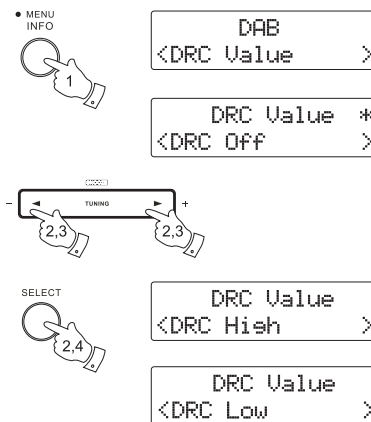 ● MENU
INFO
1
DAB
<DRC Value >
DRC Value *
<DRC Off >
- ◄ TUNING ► +
2,3 2,3
SELECT
2,4
DRC Value
<DRC High >
DRC Value
<DRC Low >